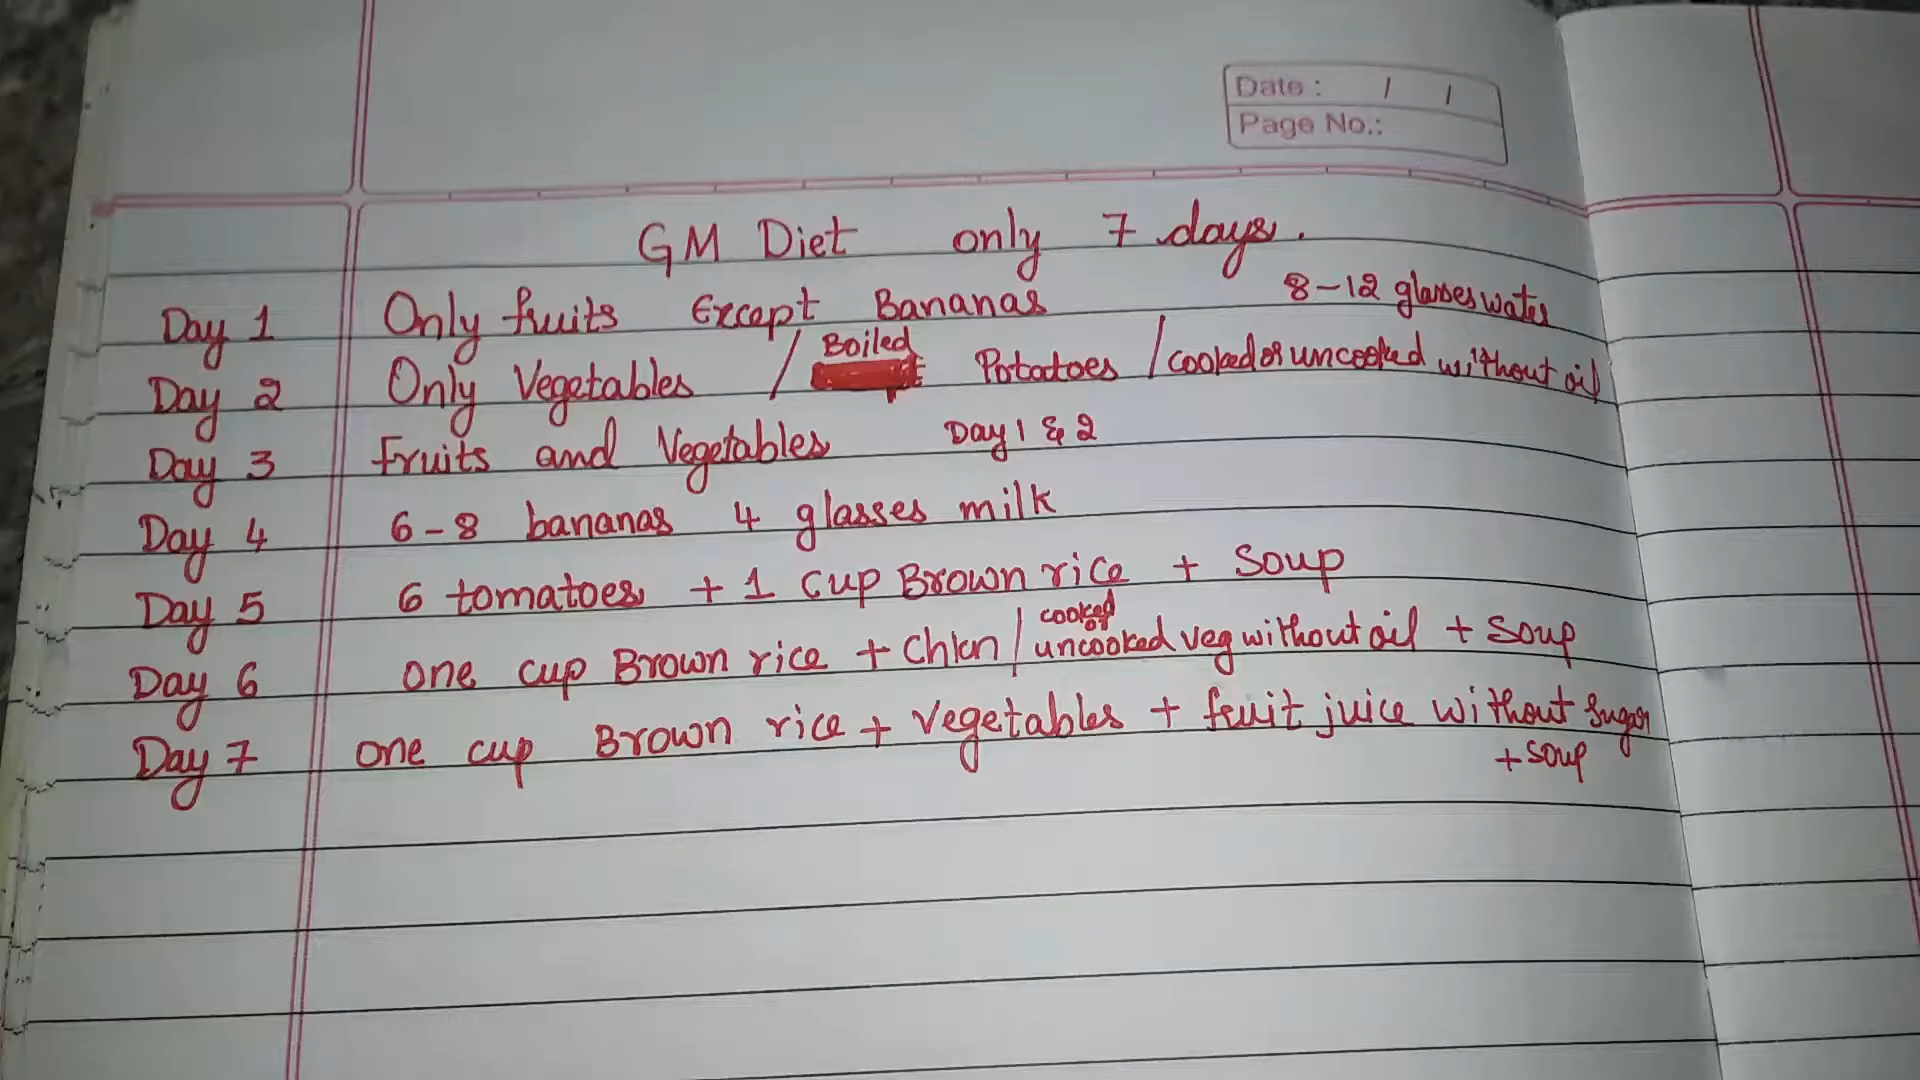 Date : / /
Page No.:
GM Diet only 7 days.
Day 1 Only fruits Except Bananas 8-12 glasses water
Day 2 Only Vegetables / Boiled Potatoes / cooked or uncooked without oil
Day 3 Fruits and Vegetables Day 1 & 2
Day 4 6-8 bananas 4 glasses milk
Day 5 6 tomatoes + 1 cup Brown rice + Soup
Day 6 one cup Brown rice + Chkn / cooked or uncooked veg without oil + Soup
Day 7 one cup Brown rice + vegetables + fruit juice without sugar
+ soup